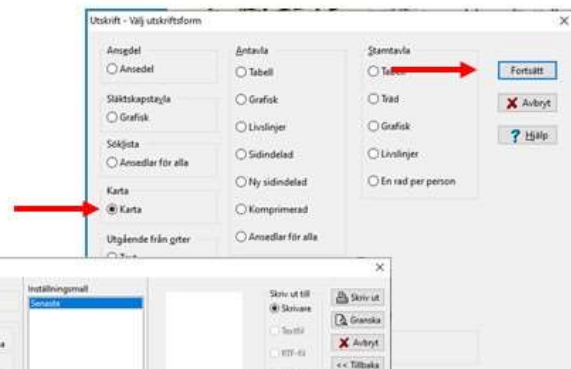 Utskrift - Välj utskriftsform
Ansedel
Ansedel
Släktskapstavla
Grafisk
Söklista
Ansedlar för alla
Karta
Karta
Utgående från orter
Antavla
Tabell
Grafisk
Livslinjer
Sidindelad
Ny sidindelad
Komprimerad
Ansedlar för alla
Stamtavla
Träd
Grafisk
Livslinjer
En rad per person
Fortsätt
Avbryt
Hjälp
Inställningsmall
Senaste
Skriv ut till
Skrivare
Textfil
RTF-fil
Skriv ut
Granska
Avbryt
<< Tillbaka